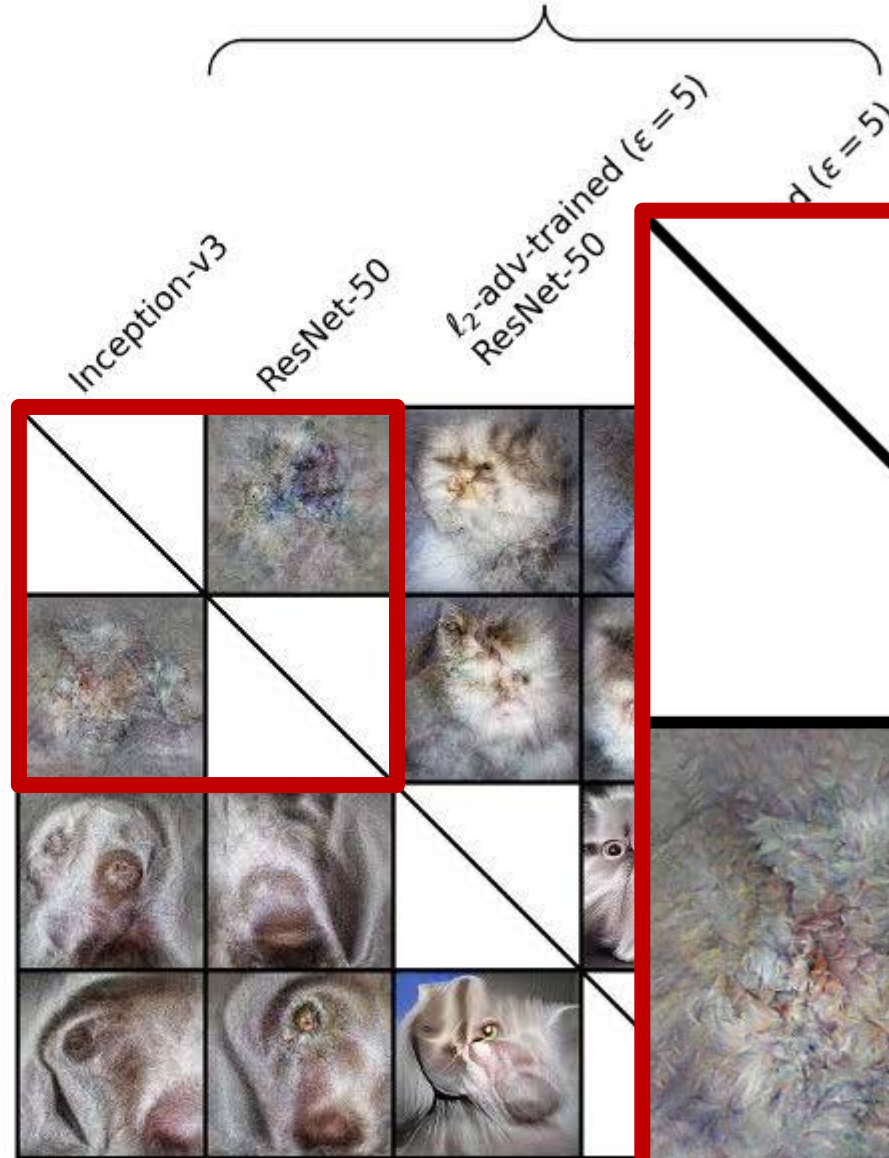 Inception-v3
ResNet-50
ℓ₂-adv-trained (ε = 5)
ResNet-50
(ε = 5)